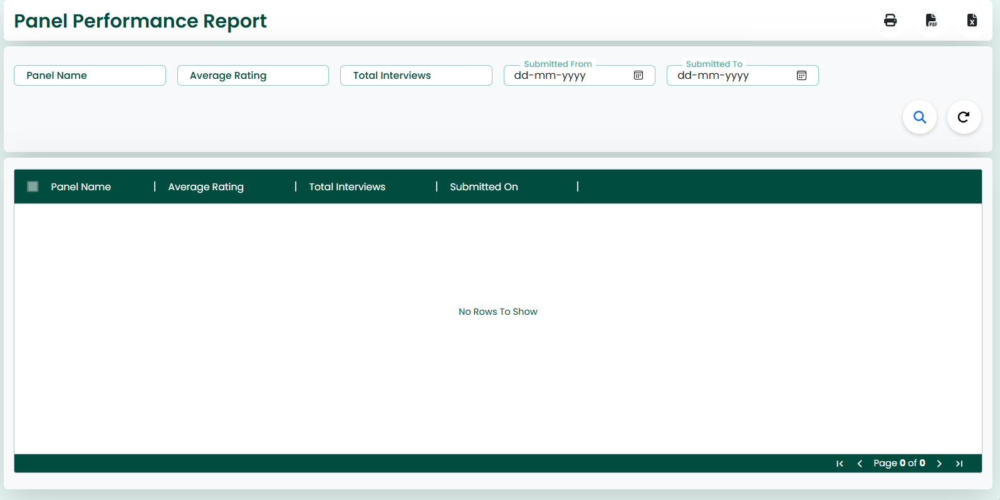 Panel Performance Report
PDF
X
Submitted From
Submitted To
Panel Name
Average Rating
Total Interviews
dd-mm-yyyy
dd-mm-yyyy
Panel Name
Average Rating
Total Interviews
Submitted On
No Rows To Show
Page 0 of 0